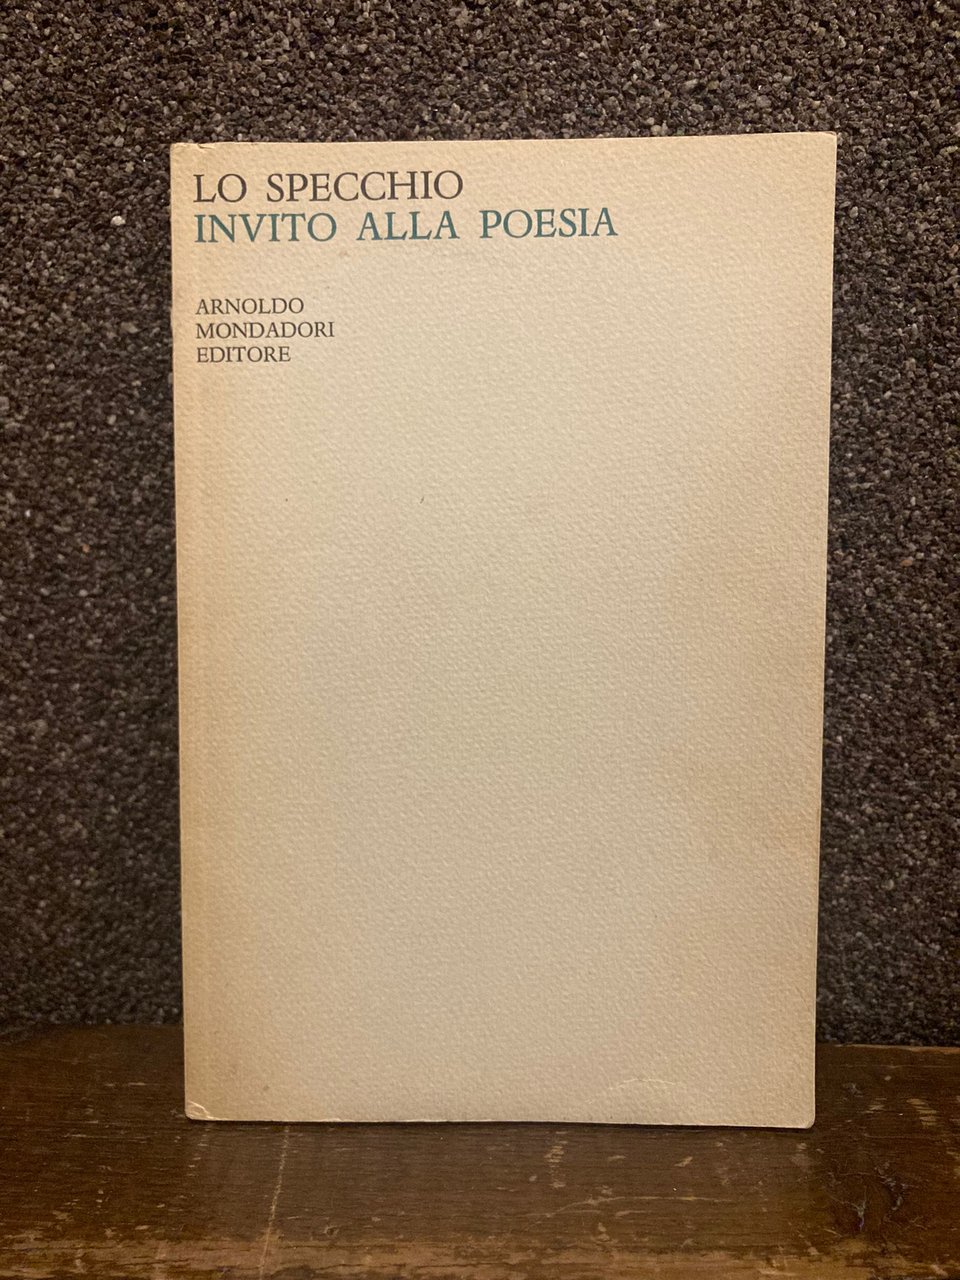 LO SPECCHIO
INVITO ALLA POESIA
ARNOLDO
MONDADORI
EDITORE